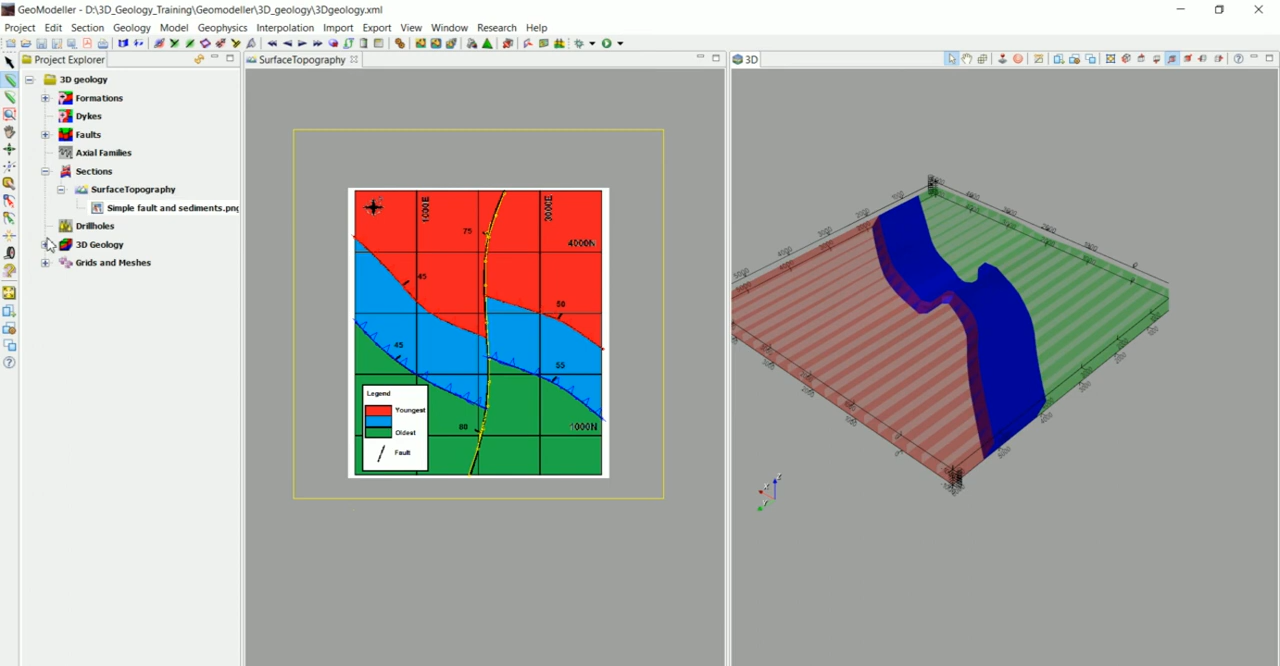 GeoModeller - D:\3D_Geology_Training\Geomodeller\3D_geology\3Dgeology.xml
Project Edit Section Geology Model Geophysics Interpolation Import Export View Window Research Help
Project Explorer
SurfaceTopography
3D
3D geology
Formations
Dykes
Faults
Axial Families
Sections
SurfaceTopography
Simple fault and sediments.png
Drillholes
3D Geology
Grids and Meshes
1000E
3000E
75
4000N
45
50
45
55
Legend
Youngest
Oldest
80
1000N
Fault